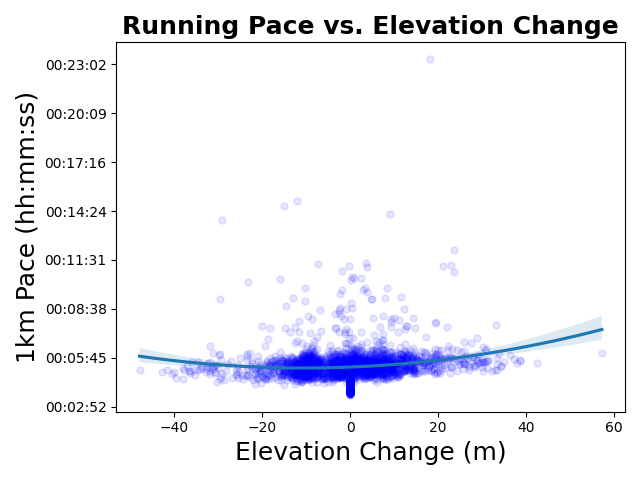 Running Pace vs. Elevation Change
1km Pace (hh:mm:ss)
00:23:02
00:20:09
00:17:16
00:14:24
00:11:31
00:08:38
00:05:45
00:02:52
−40 −20 0 20 40 60
Elevation Change (m)